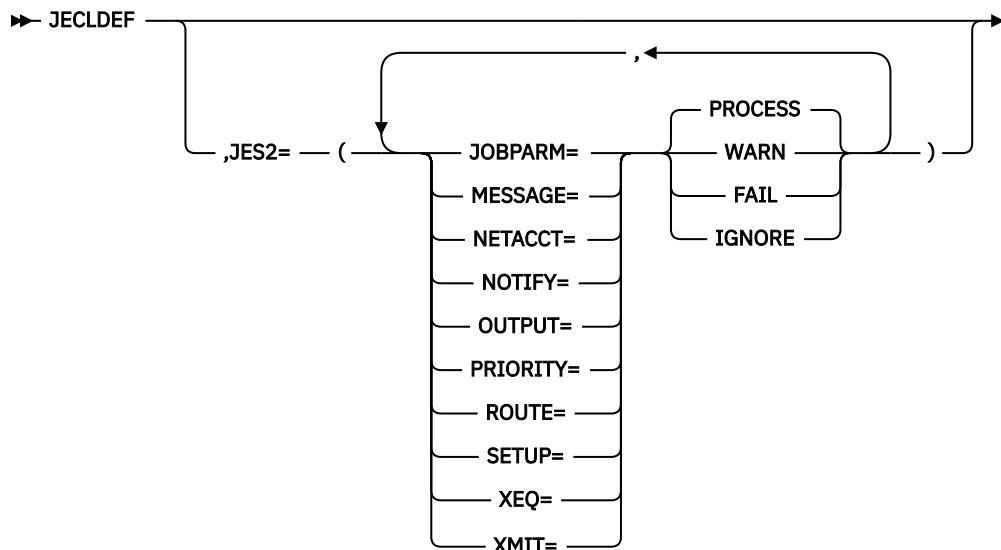 JECLDEF
,
PROCESS
,JES2= ( JOBPARM= WARN )
MESSAGE= FAIL
NETACCT= IGNORE
NOTIFY=
OUTPUT=
PRIORITY=
ROUTE=
SETUP=
XEQ=
XMIT=